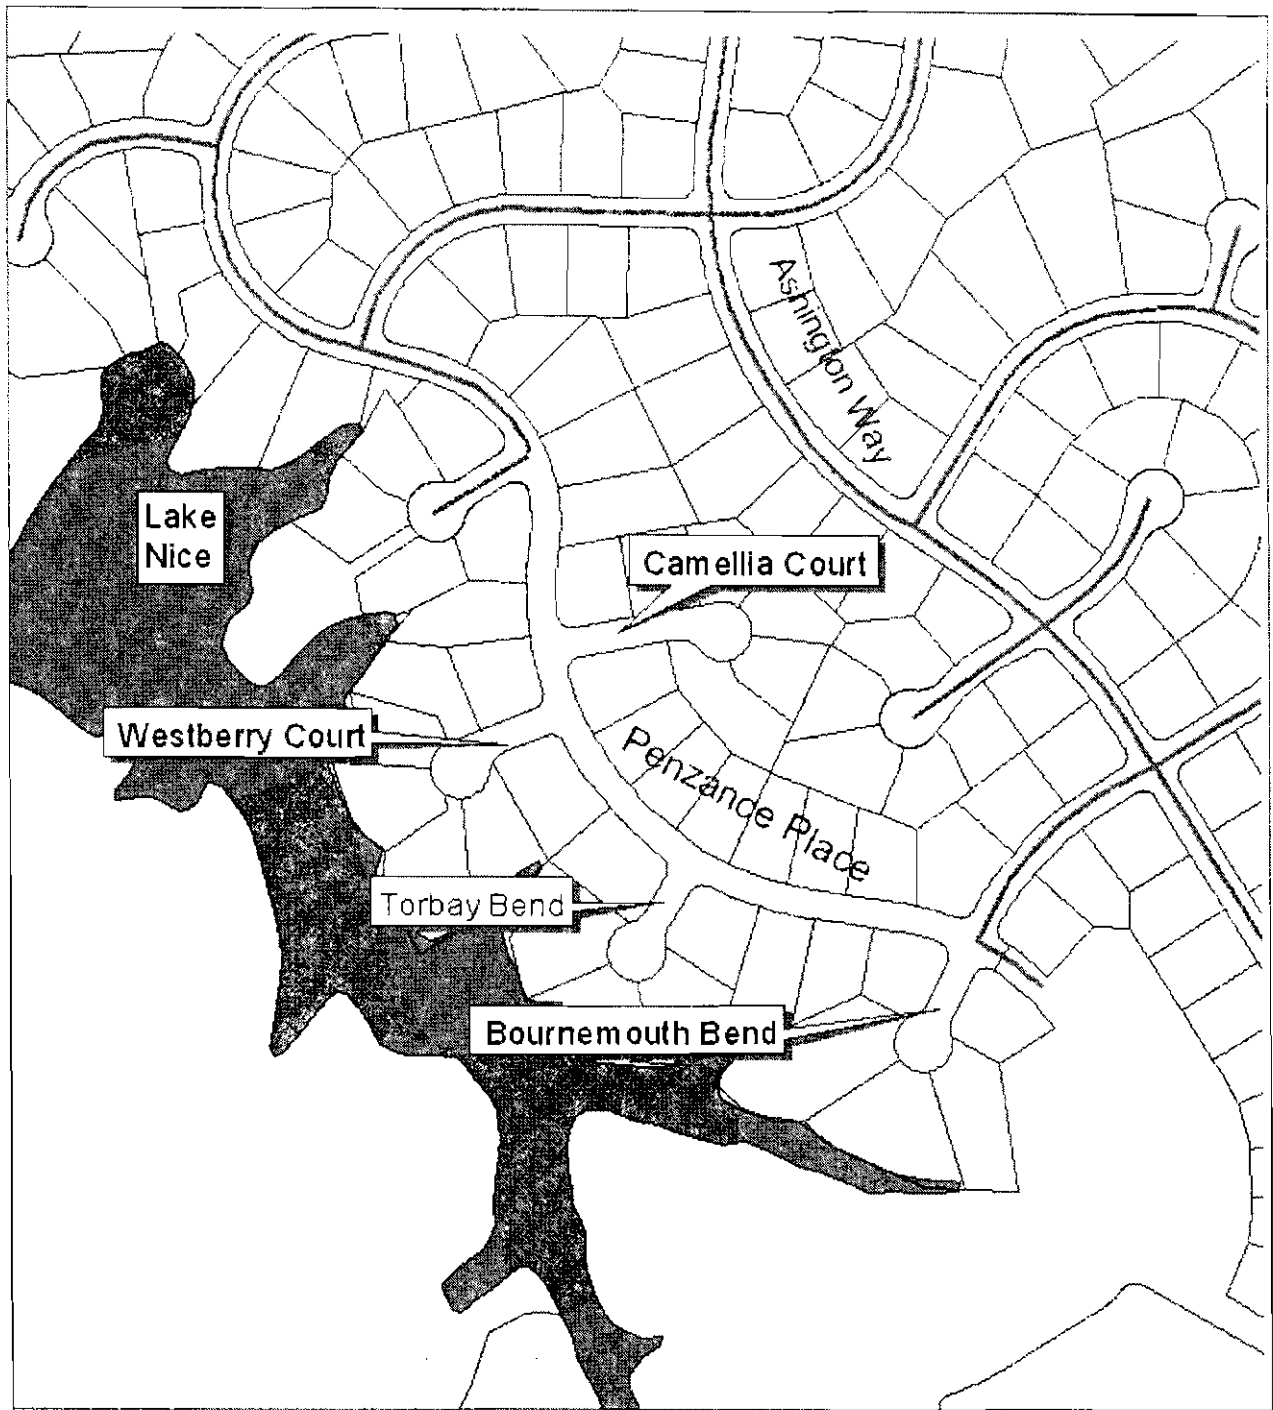 Ashington Way
Lake
Nice
Camellia Court
Westberry Court
Penzance Place
Torbay Bend
Bournemouth Bend